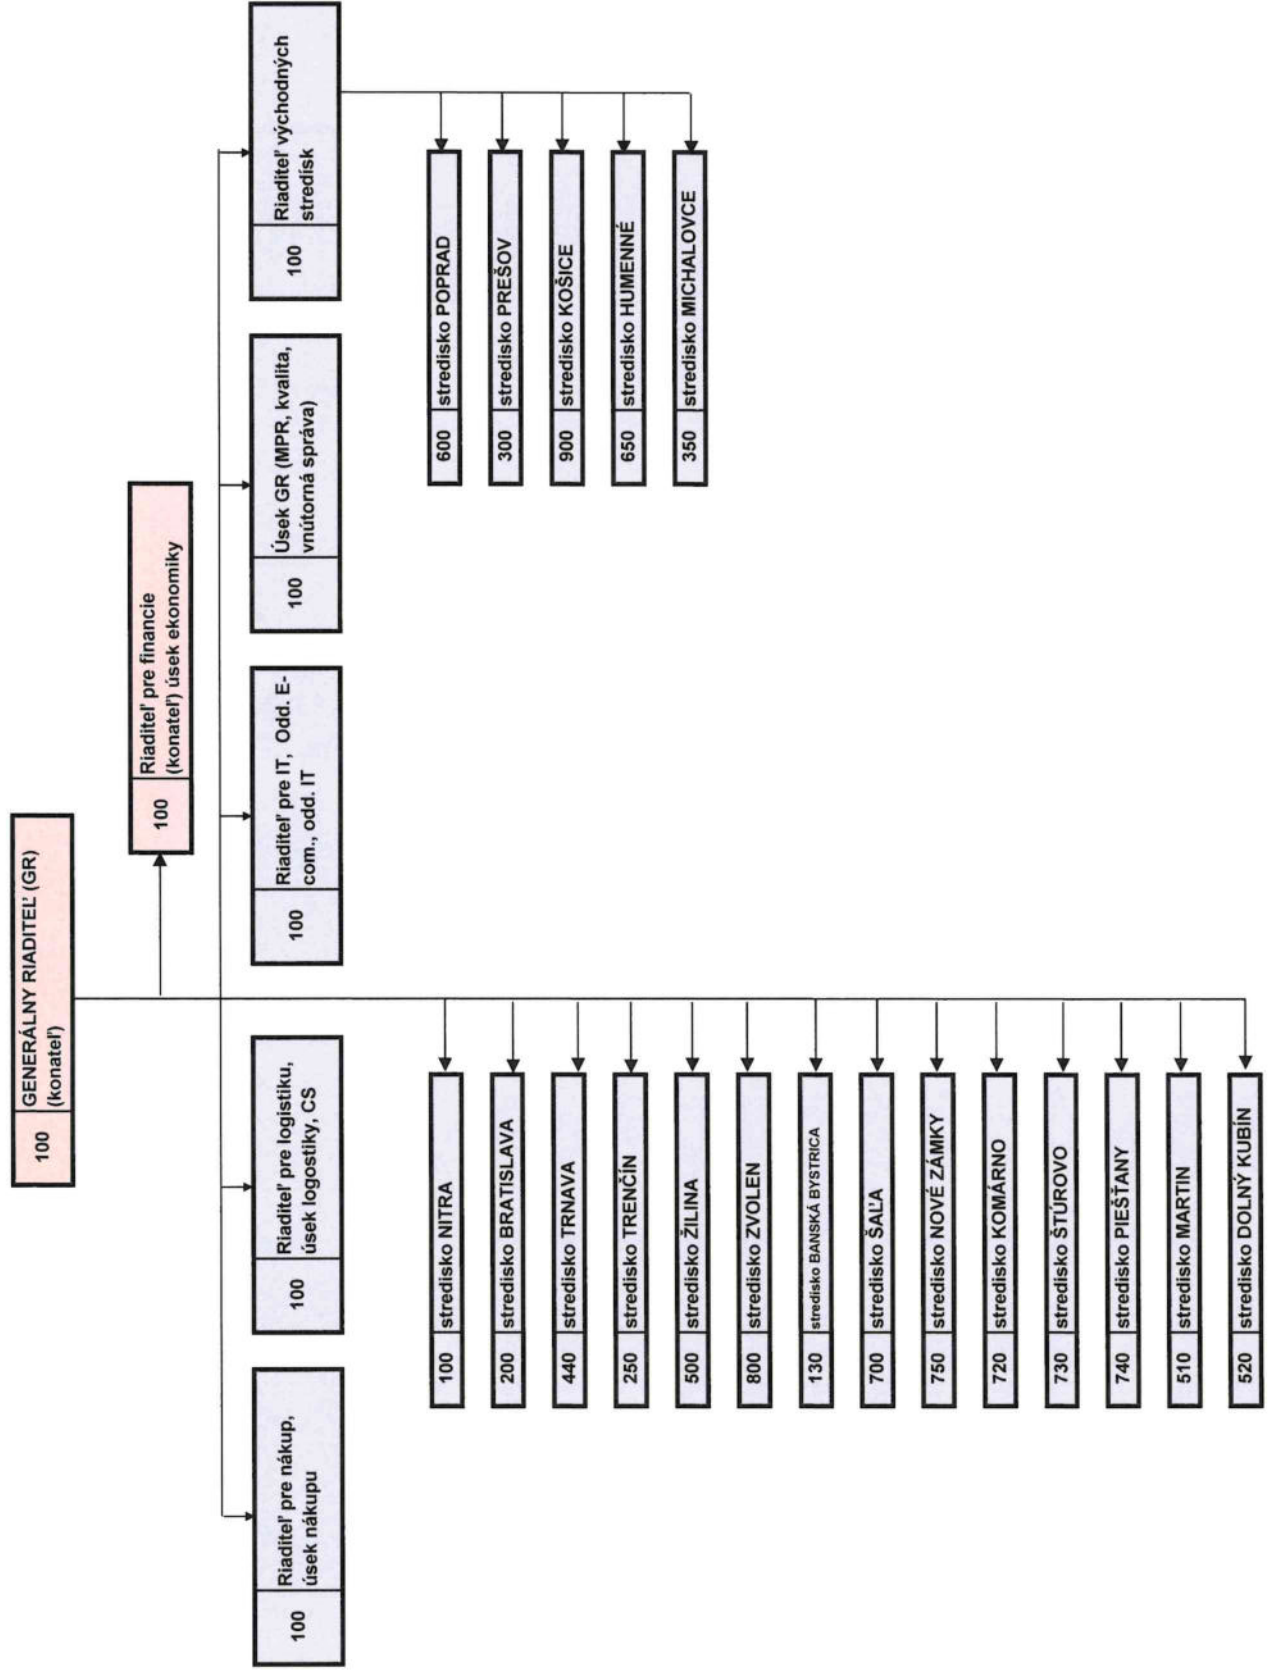 100
GENERÁLNY RIADITEĽ (GR)
(konateľ)
100
Riaditeľ pre financie
(konateľ) úsek ekonomiky
100
Riaditeľ pre nákup,
úsek nákupu
100
Riaditeľ pre logistiku,
úsek logostiky, CS
100
Riaditeľ pre IT, Odd. E-
com., odd. IT
100
Úsek GR (MPR, kvalita,
vnútorná správa)
100
Riaditeľ východných
stredísk
100 stredisko NITRA
200 stredisko BRATISLAVA
440 stredisko TRNAVA
250 stredisko TRENČÍN
500 stredisko ŽILINA
800 stredisko ZVOLEN
130 stredisko BANSKÁ BYSTRICA
700 stredisko ŠAĽA
750 stredisko NOVÉ ZÁMKY
720 stredisko KOMÁRNO
730 stredisko ŠTÚROVO
740 stredisko PIEŠŤANY
510 stredisko MARTIN
520 stredisko DOLNÝ KUBÍN
600 stredisko POPRAD
300 stredisko PREŠOV
900 stredisko KOŠICE
650 stredisko HUMENNÉ
350 stredisko MICHALOVCE